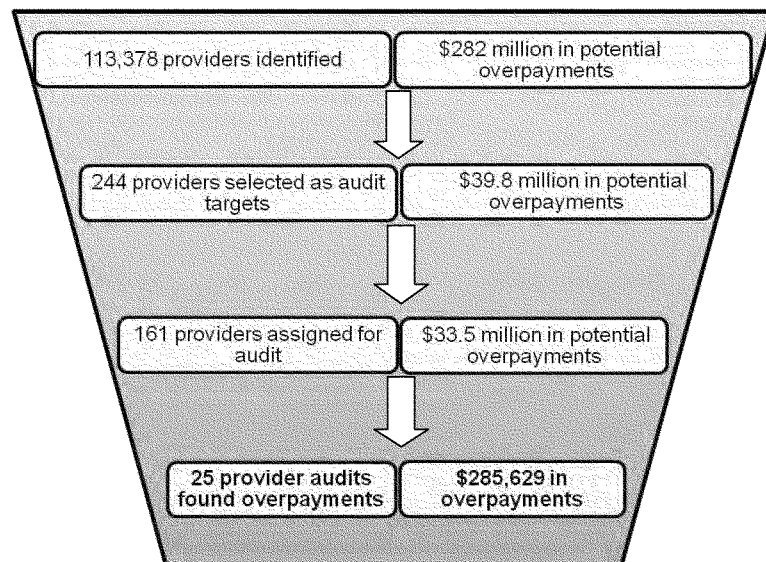 113,378 providers identified
$282 million in potential
overpayments
244 providers selected as audit
targets
$39.8 million in potential
overpayments
161 providers assigned for
audit
$33.5 million in potential
overpayments
25 provider audits
found overpayments
$285,629 in
overpayments